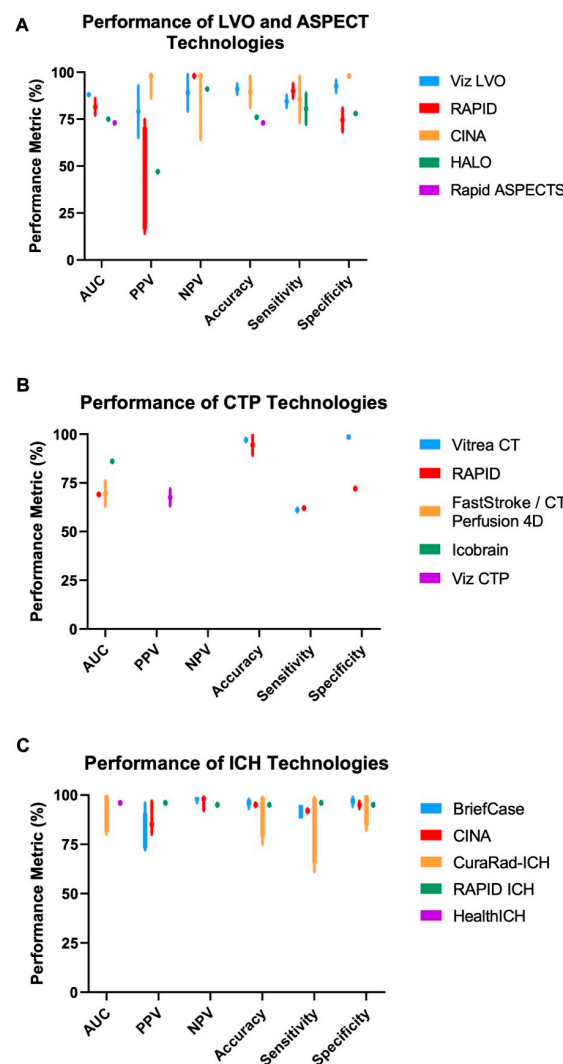 A
Performance of LVO and ASPECT
Technologies
Performance Metric (%)
100
75
50
25
0
AUC
PPV
NPV
Accuracy
Sensitivity
Specificity
Viz LVO
RAPID
CINA
HALO
Rapid ASPECTS
B
Performance of CTP Technologies
Performance Metric (%)
100
75
50
25
0
AUC
PPV
NPV
Accuracy
Sensitivity
Specificity
Vitrea CT
RAPID
FastStroke / CT
Perfusion 4D
Icobrain
Viz CTP
C
Performance of ICH Technologies
Performance Metric (%)
100
75
50
25
0
AUC
PPV
NPV
Accuracy
Sensitivity
Specificity
BriefCase
CINA
CuraRad-ICH
RAPID ICH
HealthICH